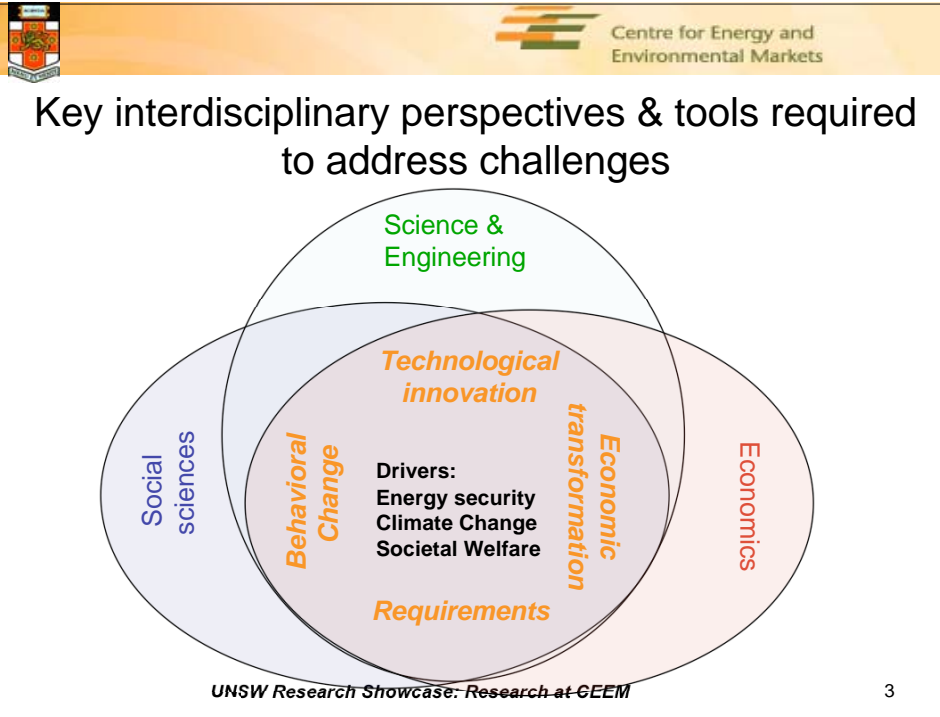 Centre for Energy and
Environmental Markets
Key interdisciplinary perspectives & tools required
to address challenges
Science &
Engineering
Technological
innovation
Social
sciences
Behavioral
Change
Drivers:
Energy security
Climate Change
Societal Welfare
Economic
transformation
Economics
Requirements
UNSW Research Showcase: Research at CEEM
3